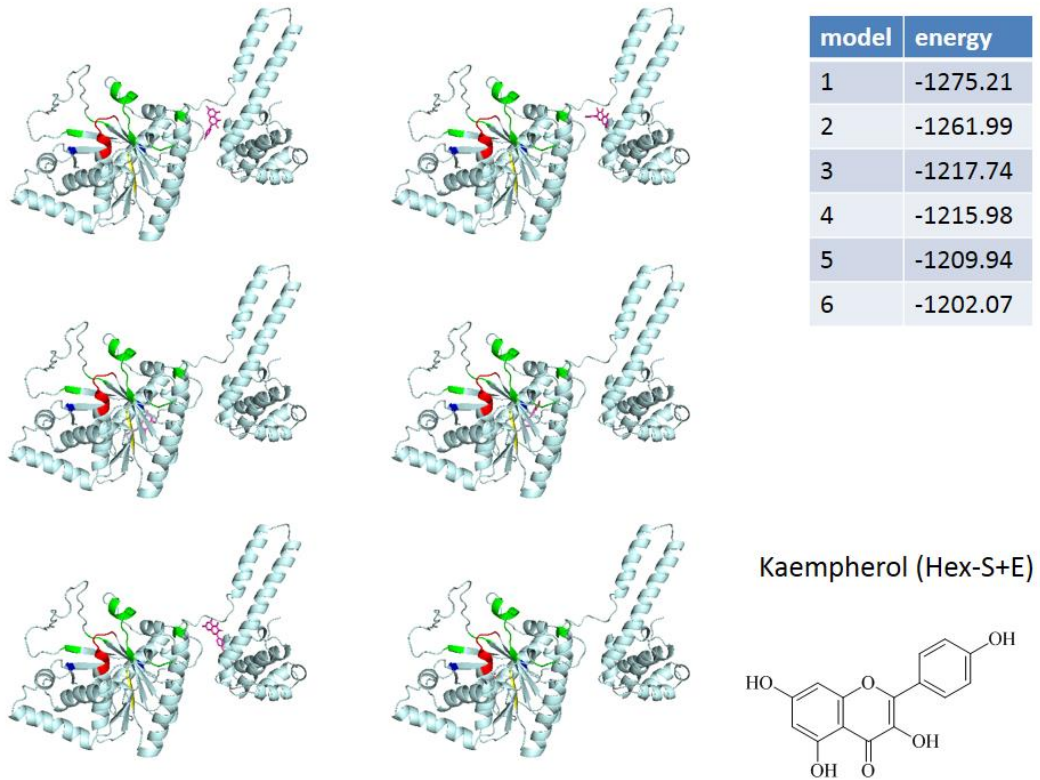 model energy
1 -1275.21
2 -1261.99
3 -1217.74
4 -1215.98
5 -1209.94
6 -1202.07
Kaempherol (Hex-S+E)
OH
HO
O
OH
OH
O